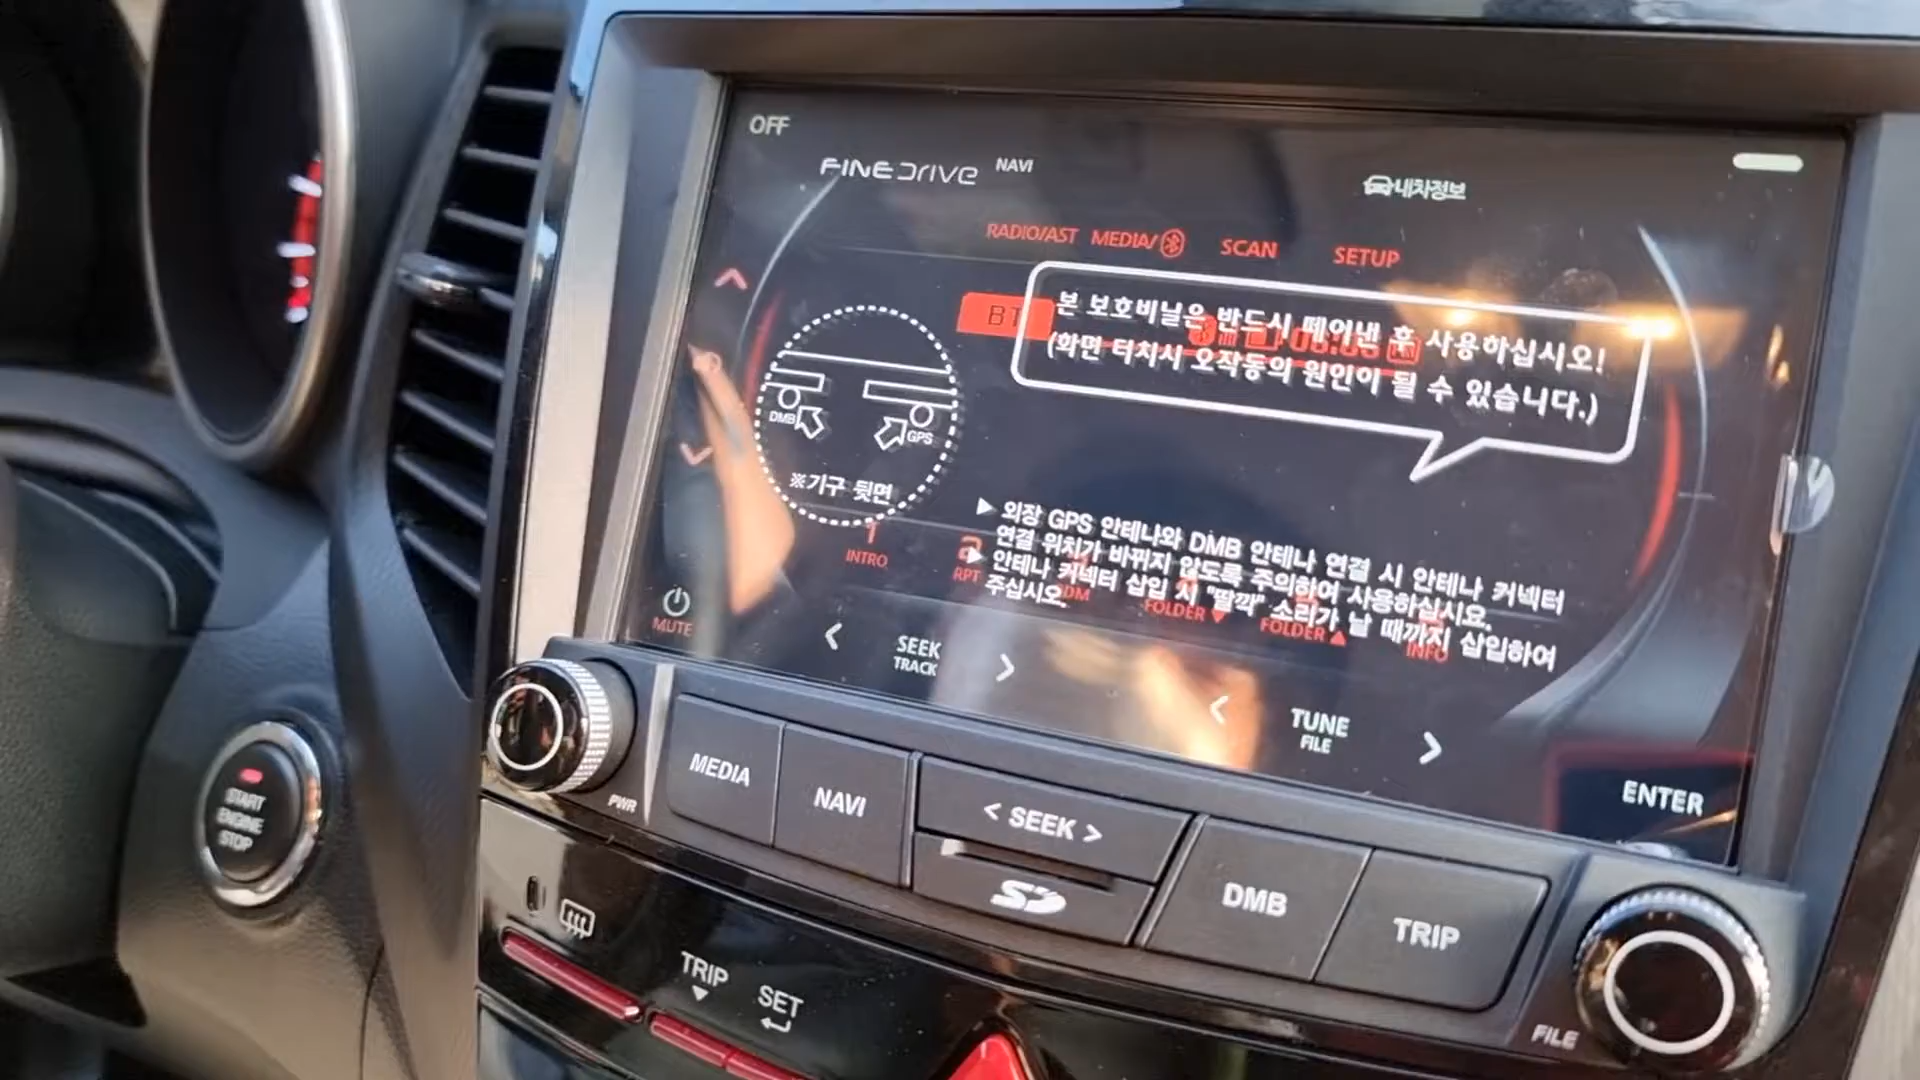 OFF
FINEDrive NAVI
내차정보
RADIO/AST MEDIA/ SCAN SETUP
BT
본 보호비닐은 반드시 떼어낸 후 사용하십시오!
(화면 터치시 오작동의 원인이 될 수 있습니다.)
DMB
GPS
※기구 뒷면
▶ 외장 GPS 안테나와 DMB 안테나 연결 시 안테나 커넥터
연결 위치가 바뀌지 않도록 주의하여 사용하십시요.
▶ 안테나 커넥터 삽입 시 "딸깍" 소리가 날 때까지 삽입하여
주십시오.
1
INTRO
2
RPT
RDM
FOLDER ▼
FOLDER ▲
INFO
MUTE
< SEEK >
TRACK
< TUNE >
FILE
ENTER
PWR
MEDIA
NAVI
< SEEK >
SD
DMB
TRIP
FILE
START
ENGINE
STOP
TRIP
▼
SET